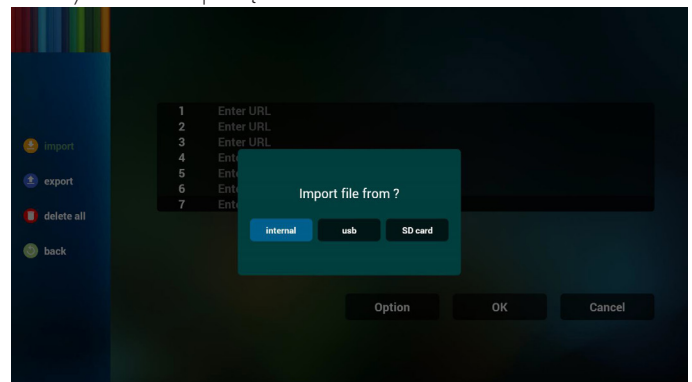 1 Enter URL
2 Enter URL
3 Enter URL
4 Ente
5 Ente
6 Ente
7 Ente
import
export
delete all
back
Import file from ?
internal usb SD card
Option OK Cancel